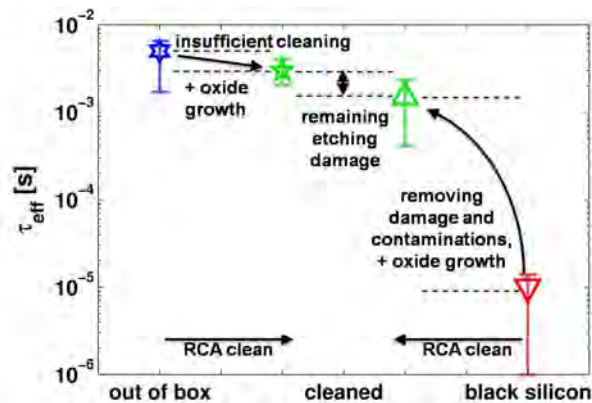 10⁻²
10⁻³
10⁻⁴
10⁻⁵
10⁻⁶
τeff [s]
insufficient cleaning
+ oxide
growth
remaining
etching
damage
removing
damage and
contaminations,
+ oxide growth
RCA clean
RCA clean
out of box
cleaned
black silicon